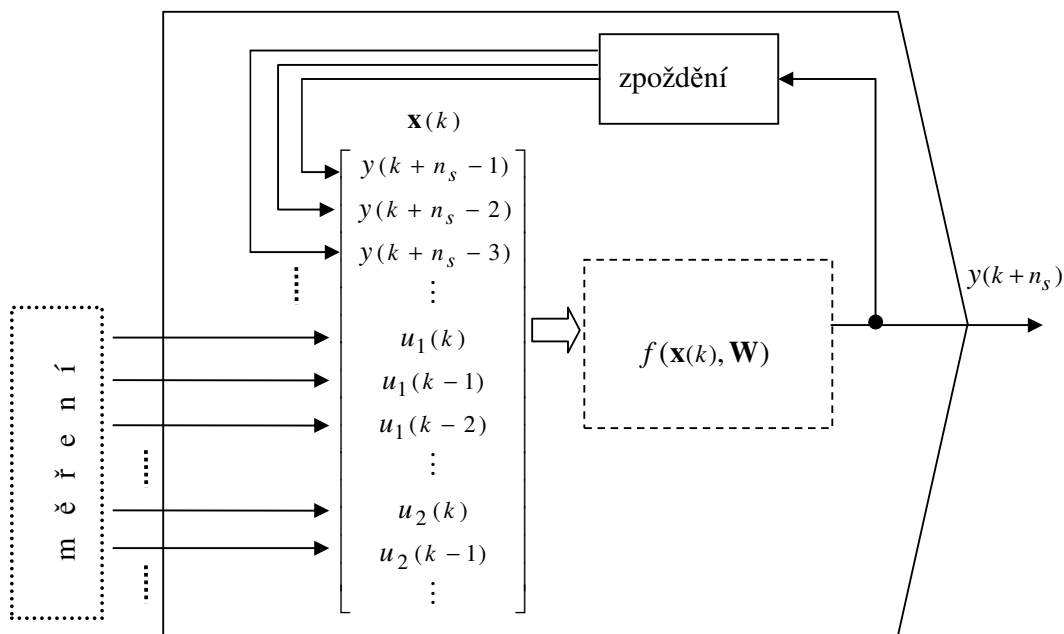 zpoždění
x(k)
y(k + n_s − 1)
y(k + n_s − 2)
y(k + n_s − 3)
⋮
u_1(k)
u_1(k − 1)
u_1(k − 2)
⋮
u_2(k)
u_2(k − 1)
⋮
měření
f(x(k), W)
y(k + n_s)